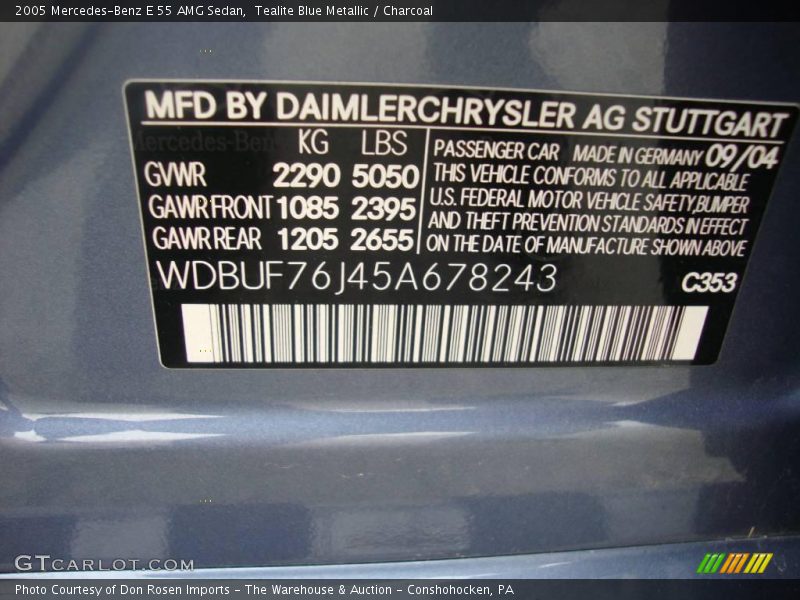 2005 Mercedes-Benz E 55 AMG Sedan,  Tealite Blue Metallic / Charcoal
MFD BY DAIMLERCHRYSLER AG STUTTGART
Mercedes-Ben
KG LBS
GVWR 2290 5050
GAWR FRONT 1085 2395
GAWR REAR 1205 2655
PASSENGER CAR MADE IN GERMANY 09/04
THIS VEHICLE CONFORMS TO ALL APPLICABLE
U.S. FEDERAL MOTOR VEHICLE SAFETY, BUMPER
AND THEFT PREVENTION STANDARDS IN EFFECT
ON THE DATE OF MANUFACTURE SHOWN ABOVE
WDBUF76J45A678243
C353
GTCARLOT.COM
Photo Courtesy of Don Rosen Imports - The Warehouse & Auction - Conshohocken, PA